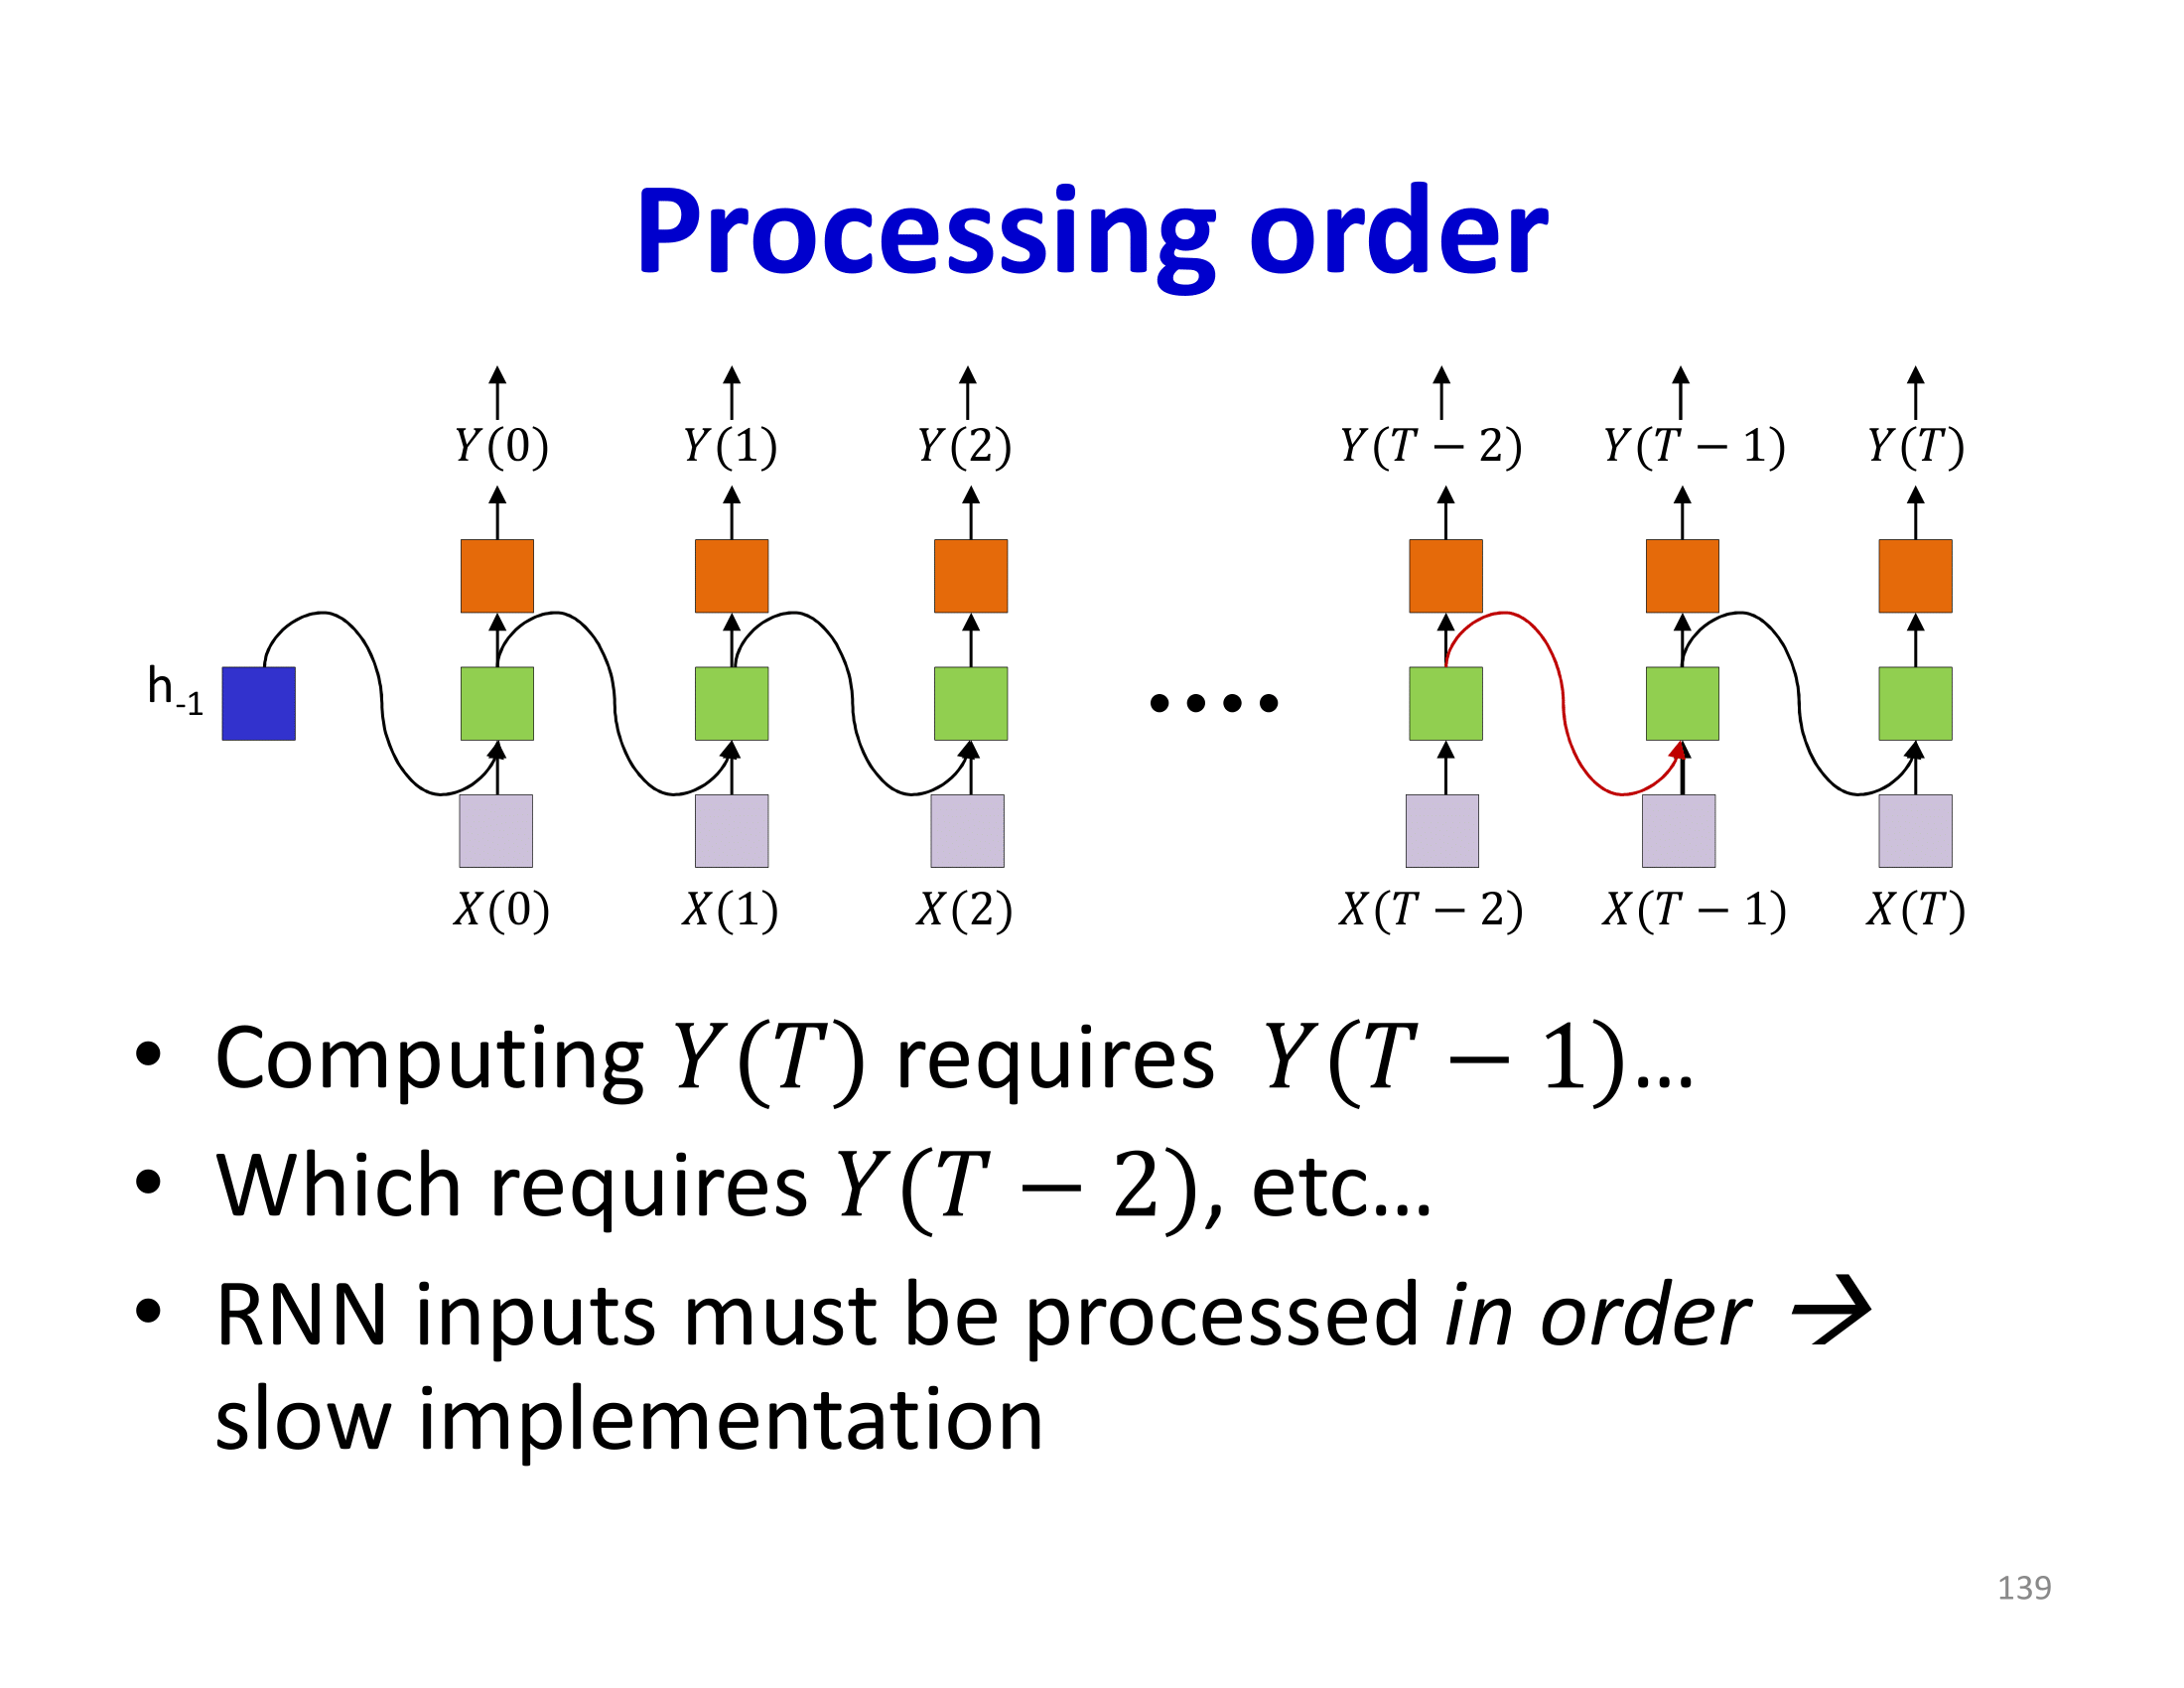 Processing order
Y(0) Y(1) Y(2) Y(T − 2) Y(T − 1) Y(T)
h-1
X(0) X(1) X(2) X(T − 2) X(T − 1) X(T)
• Computing Y(T) requires Y(T − 1)...
• Which requires Y(T − 2), etc...
• RNN inputs must be processed in order →
slow implementation
139